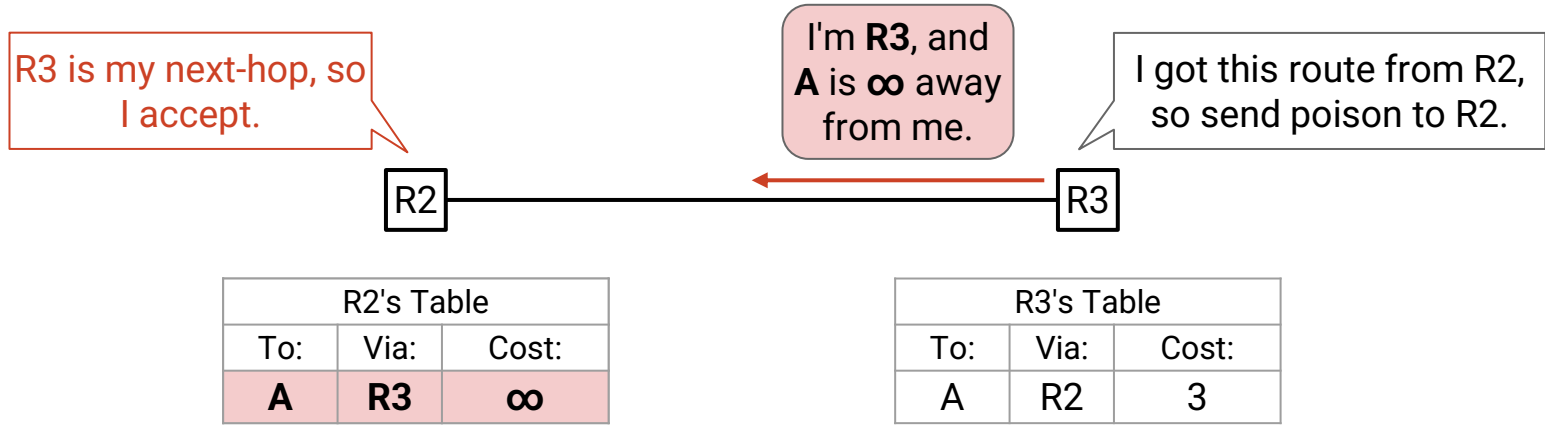 R3 is my next-hop, so
I accept.
I'm R3, and
A is ∞ away
from me.
I got this route from R2,
so send poison to R2.
R2
R3
R2's Table
To: Via: Cost:
A R3 ∞
R3's Table
To: Via: Cost:
A R2 3